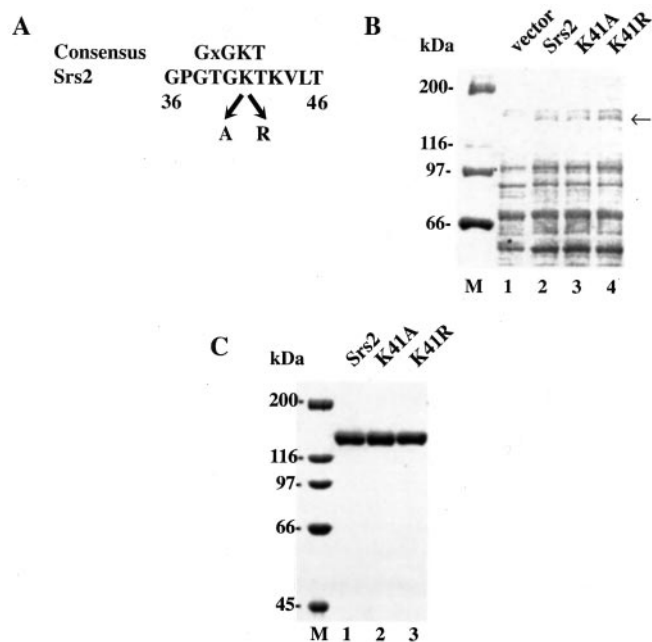 A
Consensus GxGKT
Srs2 GPGTGKTKVLT
36 46
A R
B
kDa
vector Srs2 K41A K41R
200-
116-
97-
66-
M 1 2 3 4
C
kDa
Srs2 K41A K41R
200-
116-
97-
66-
45-
M 1 2 3